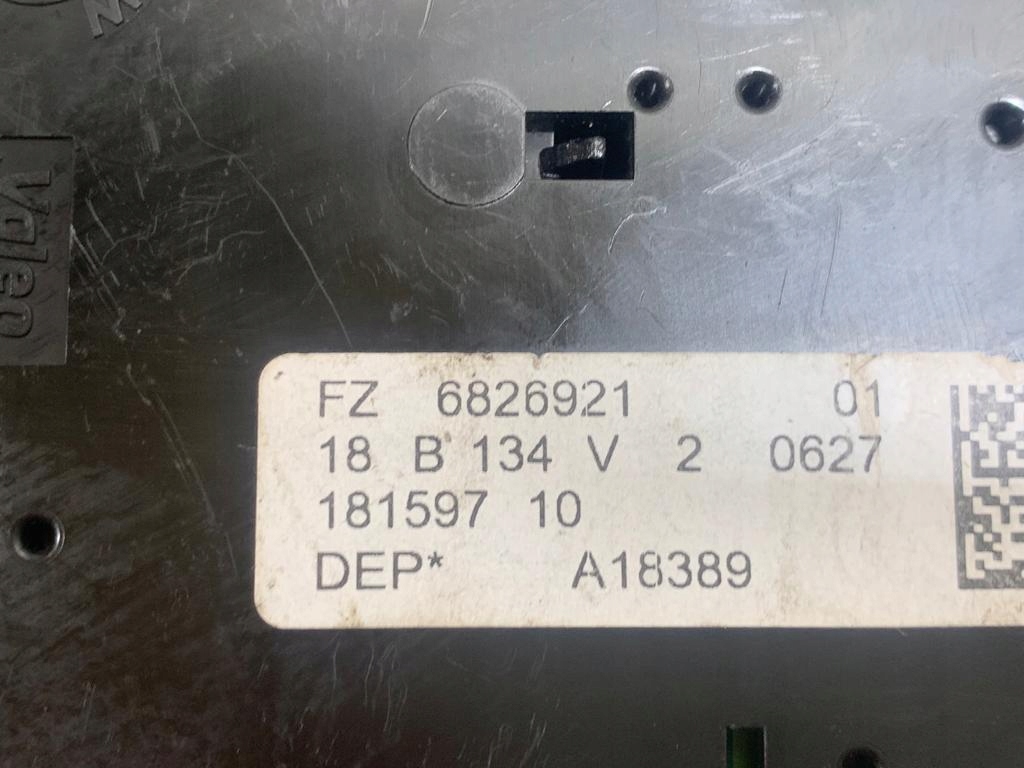 Valeo
FZ 6826921 01
18 B 134 V 2 0627
181597 10
DEP* A18389